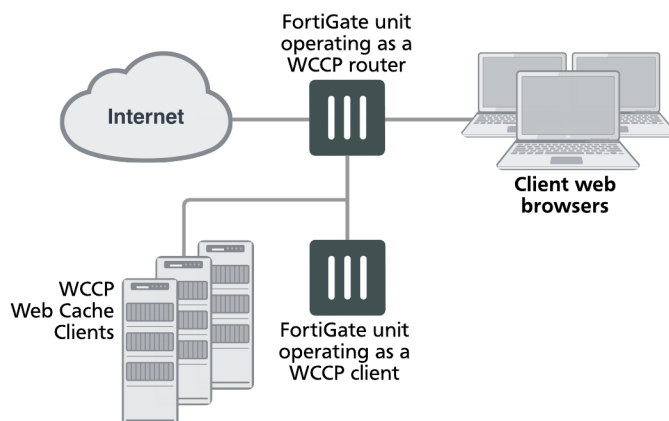 FortiGate unit
operating as a
WCCP router
Internet
Client web
browsers
WCCP
Web Cache
Clients
FortiGate unit
operating as a
WCCP client